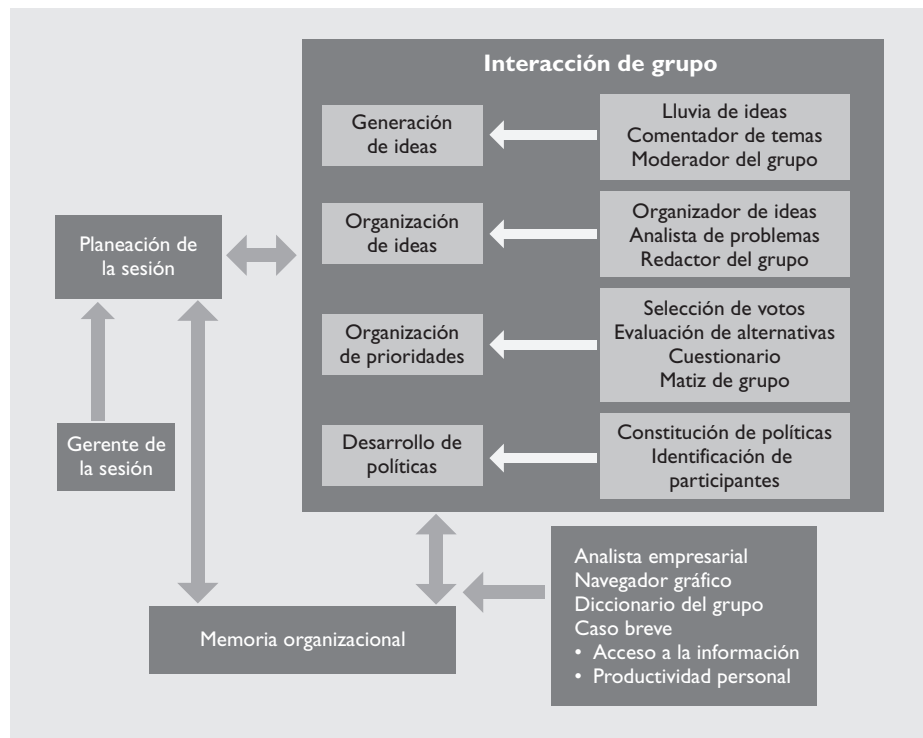 Interacción de grupo
Generación
de ideas
Lluvia de ideas
Comentador de temas
Moderador del grupo
Organización
de ideas
Organizador de ideas
Analista de problemas
Redactor del grupo
Planeación de
la sesión
Organización
de prioridades
Selección de votos
Evaluación de alternativas
Cuestionario
Matiz de grupo
Gerente de
la sesión
Desarrollo de
políticas
Constitución de políticas
Identificación de
participantes
Memoria organizacional
Analista empresarial
Navegador gráfico
Diccionario del grupo
Caso breve
• Acceso a la información
• Productividad personal